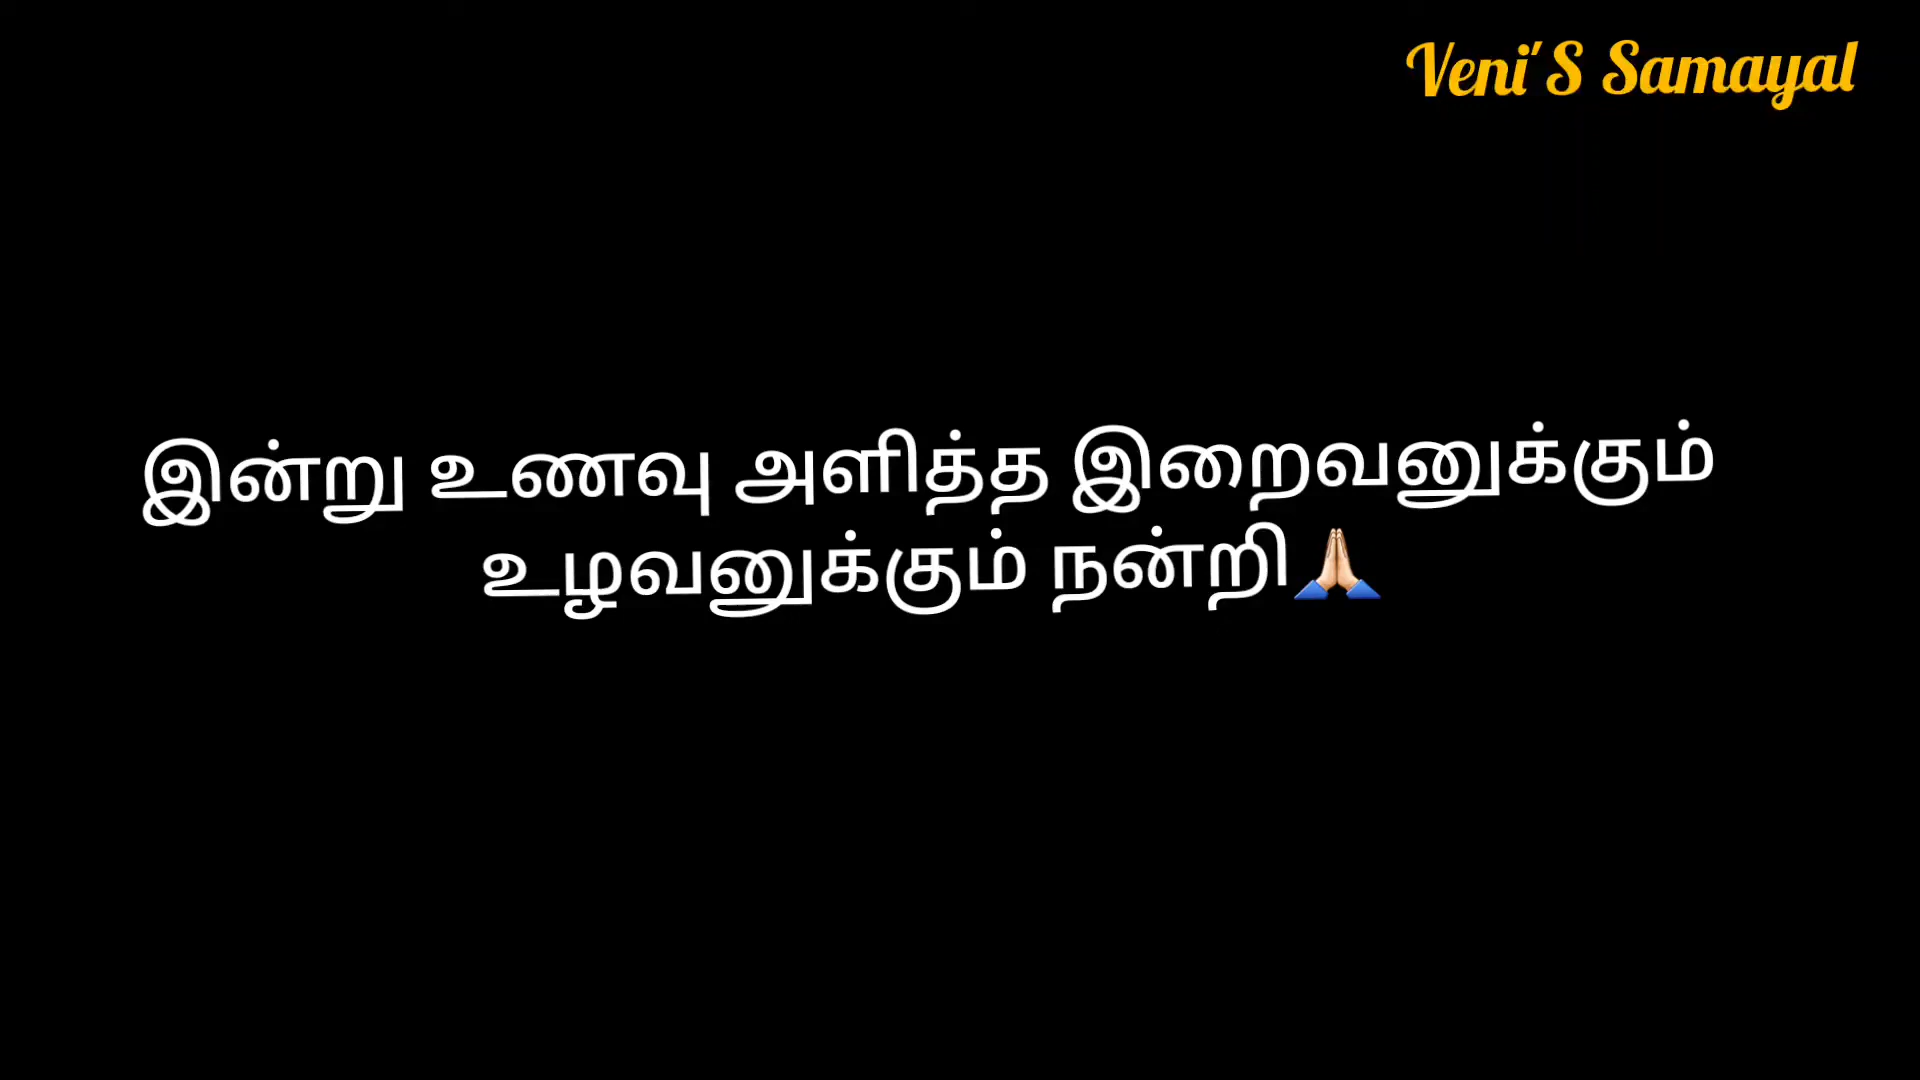 Veni'S Samayal
இன்று உணவு அளித்த இறைவனுக்கும்
உழவனுக்கும் நன்றி🙏🏻